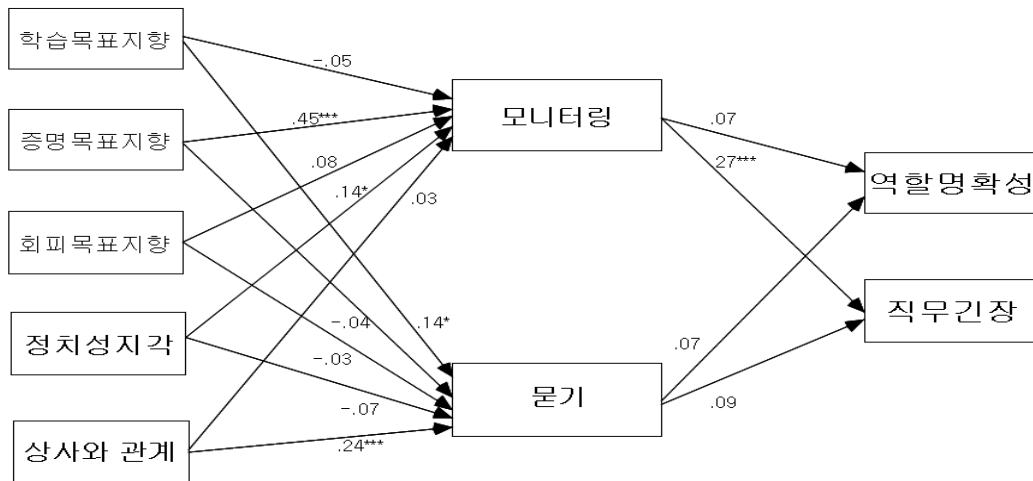 학습목표지향
증명목표지향
회피목표지향
정치성지각
상사와 관계
-.05
.45***
.08
.14*
.03
-.04
.14*
-.03
-.07
.24***
모니터링
묻기
.07
.27***
.07
.09
역할명확성
직무긴장